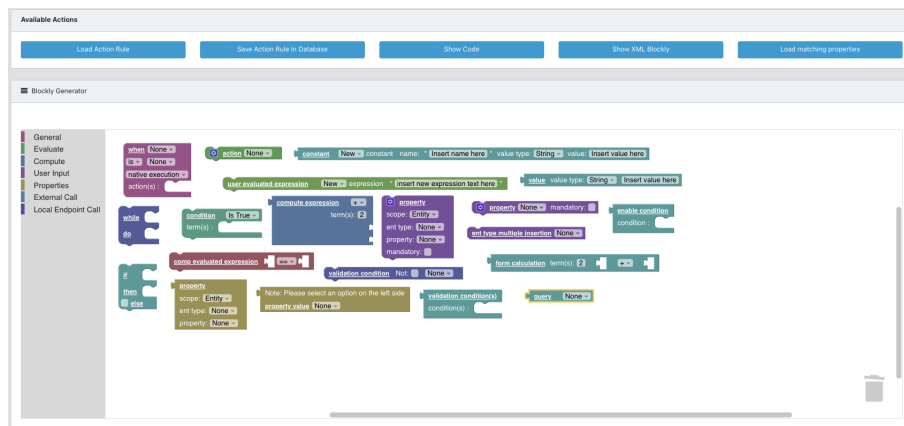 Available Actions
Load Action Rule
Save Action Rule In Database
Show Code
Show XML Blockly
Load matching properties
Blockly Generator
General
Evaluate
Compute
User Input
Properties
External Call
Local Endpoint Call
when None
is None
native execution
action(s) :
action None
constant New constant name: " Insert name here " value type: String value: Insert value here
user evaluated expression New expression " insert new expression text here "
value value type: String Insert value here
while
do
condition Is True
term(s) :
compute expression +
term(s): 2
property
scope: Entity
ent type: None
property: None
mandatory:
property None mandatory:
ent type multiple insertion None
enable condition
condition :
comp evaluated expression ==
validation condition Not: None
form calculation term(s): 2 +
if
then
else
property
scope: Entity
ent type: None
property: None
Note: Please select an option on the left side
property value None
validation condition(s)
condition(s) :
query None